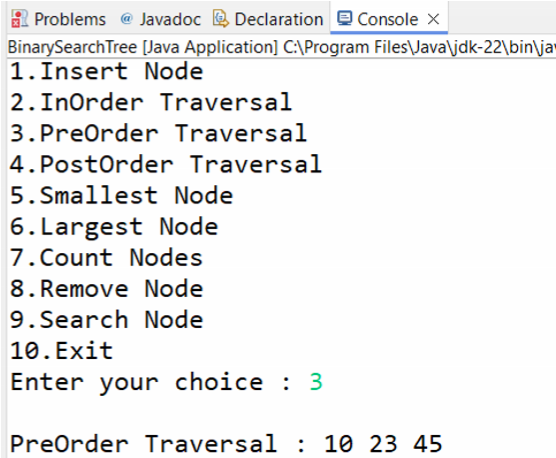 Problems @ Javadoc Declaration Console
BinarySearchTree [Java Application] C:\Program Files\Java\jdk-22\bin\jav
1.Insert Node
2.InOrder Traversal
3.PreOrder Traversal
4.PostOrder Traversal
5.Smallest Node
6.Largest Node
7.Count Nodes
8.Remove Node
9.Search Node
10.Exit
Enter your choice : 3
PreOrder Traversal : 10 23 45